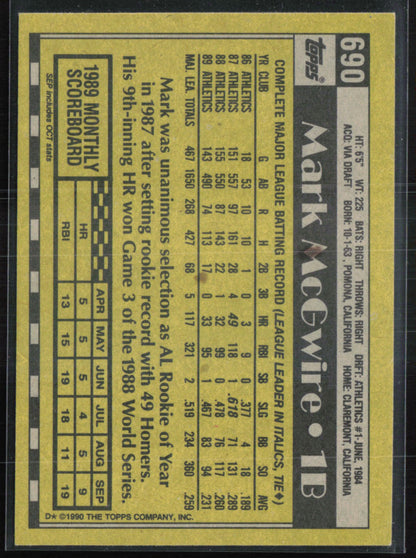 690
Topps
Mark McGwire • 1B
HT: 6'5" WT: 225 BATS: RIGHT THROWS: RIGHT DRFT: ATHLETICS #1-JUNE, 1984
ACQ: VIA DRAFT BORN: 10-1-63, POMONA, CALIFORNIA HOME: CLAREMONT, CALIFORNIA
COMPLETE MAJOR LEAGUE BATTING RECORD (LEAGUE LEADER IN ITALICS, TIE♦)
YR CLUB G AB R H 2B 3B HR RBI SB SLG BB SO AVG
86 ATHLETICS 18 53 10 10 1 0 3 9 0 .377 4 18 .189
87 ATHLETICS 151 557 97 161 28 4 49 118 1 .618 71 131 .289
88 ATHLETICS 155 550 87 143 22 1 32 99 0 .478 76 117 .260
89 ATHLETICS 143 490 74 113 17 0 33 95 1 .467 83 94 .231
MAJ. LEA. TOTALS 467 1650 268 427 68 5 117 321 2 .519 234 360 .259
Mark was unanimous selection as AL Rookie of Year
in 1987 after setting rookie record with 49 Homers.
His 9th-inning HR won Game 3 of the 1988 World Series.
1989 MONTHLY
SCOREBOARD
SEP includes OCT stats
APR MAY JUN JUL AUG SEP
HR 5 5 5 4 5 9
RBI 13 15 19 18 11 19
D★ ©1990 THE TOPPS COMPANY, INC.